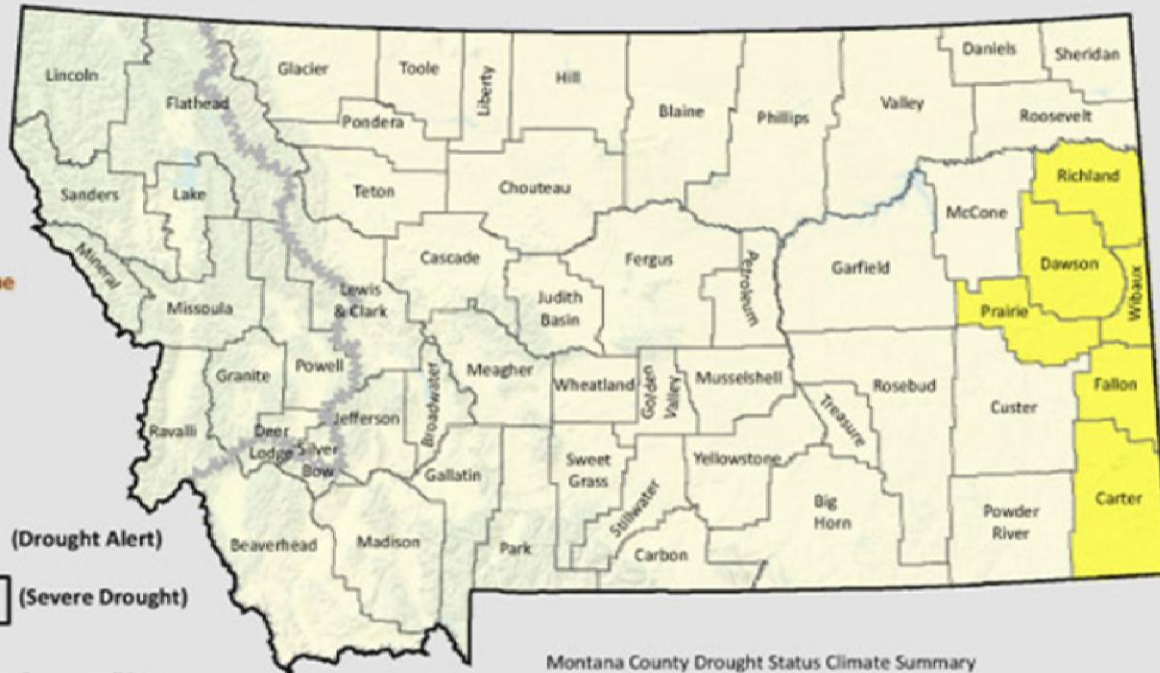 Lincoln
Flathead
Glacier
Toole
Liberty
Hill
Blaine
Phillips
Valley
Daniels
Sheridan
Roosevelt
Pondera
Sanders
Lake
Teton
Chouteau
McCone
Richland
Mineral
Missoula
Lewis
& Clark
Cascade
Judith
Basin
Fergus
Petroleum
Garfield
Dawson
Wibaux
Prairie
Granite
Powell
Meagher
Broadwater
Wheatland
Golden
Valley
Musselshell
Treasure
Rosebud
Custer
Fallon
Ravalli
Deer
Lodge
Silver
Bow
Jefferson
Gallatin
Sweet
Grass
Stillwater
Yellowstone
Big
Horn
Powder
River
Carter
Beaverhead
Madison
Park
Carbon
(Drought Alert)
(Severe Drought)
Montana County Drought Status Climate Summary